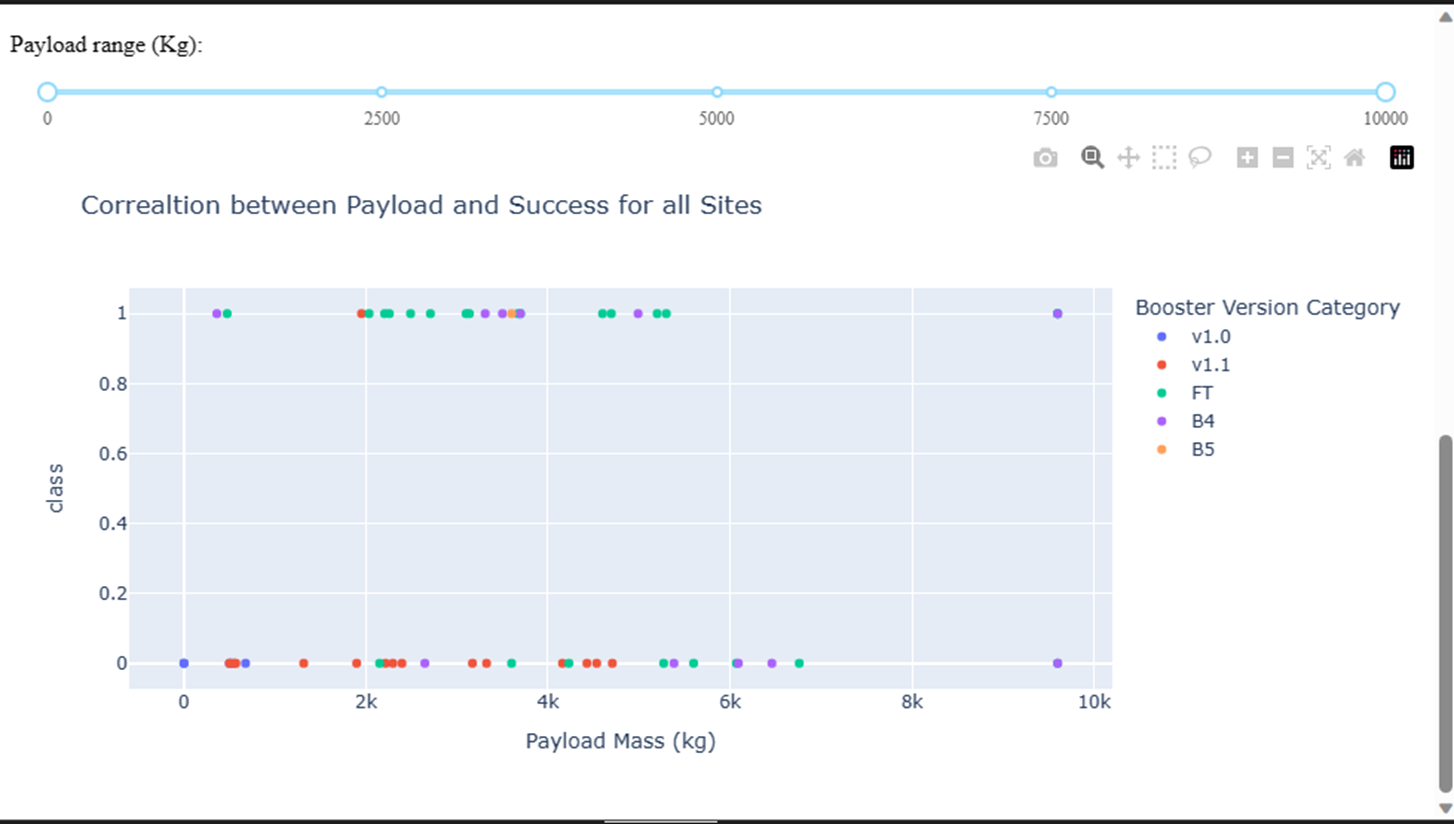 Payload range (Kg):
0 2500 5000 7500 10000
Correaltion between Payload and Success for all Sites
Booster Version Category
v1.0
v1.1
FT
B4
B5
class
1
0.8
0.6
0.4
0.2
0
0 2k 4k 6k 8k 10k
Payload Mass (kg)